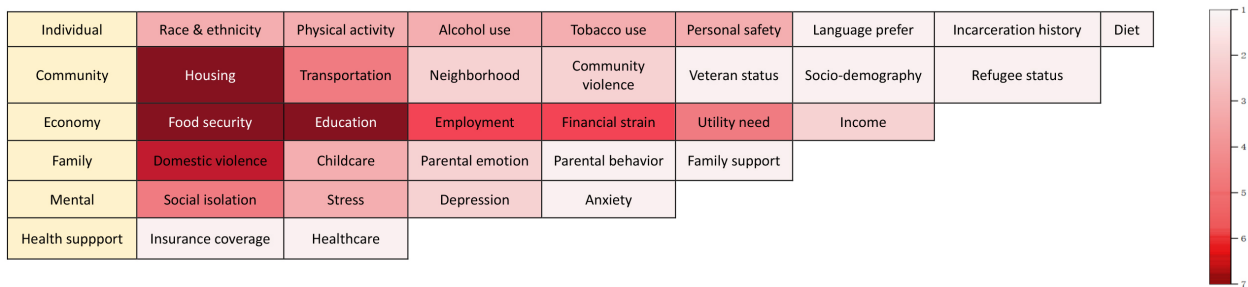 Individual Race & ethnicity Physical activity Alcohol use Tobacco use Personal safety Language prefer Incarceration history Diet
Community Housing Transportation Neighborhood Community violence Veteran status Socio-demography Refugee status
Economy Food security Education Employment Financial strain Utility need Income
Family Domestic violence Childcare Parental emotion Parental behavior Family support
Mental Social isolation Stress Depression Anxiety
Health suppport Insurance coverage Healthcare
1
2
3
4
5
6
7